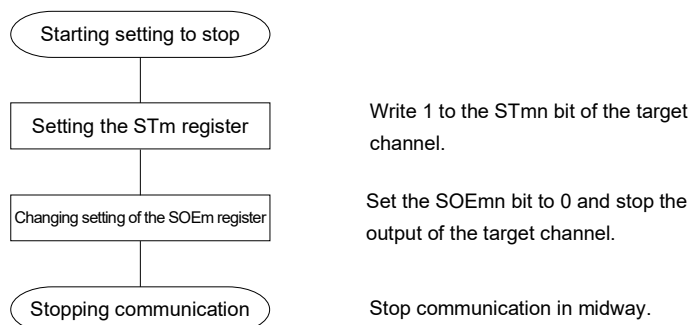 Starting setting to stop
Setting the STm register
Write 1 to the STmn bit of the target
channel.
Changing setting of the SOEm register
Set the SOEmn bit to 0 and stop the
output of the target channel.
Stopping communication
Stop communication in midway.